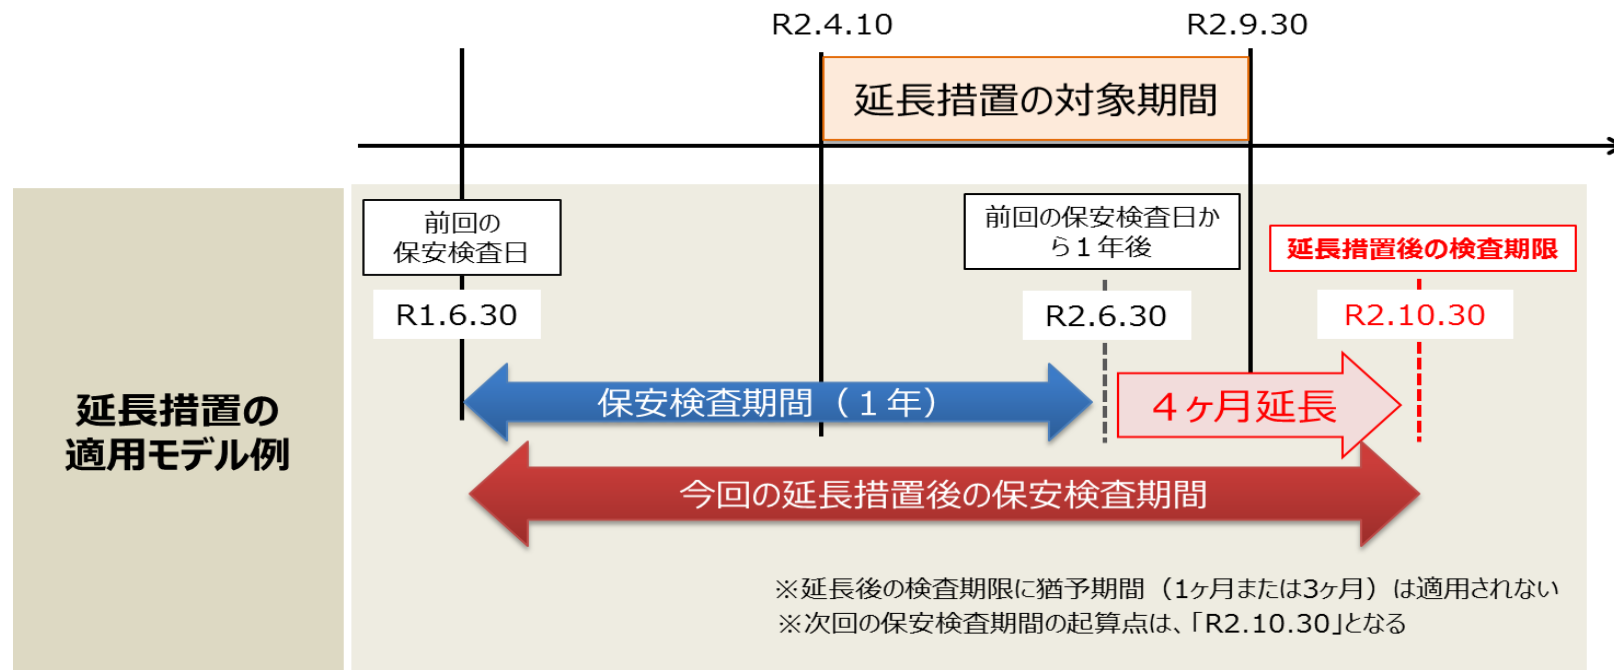 R2.4.10
R2.9.30
延長措置の対象期間
前回の
保安検査日
前回の保安検査日か
ら１年後
延長措置後の検査期限
R1.6.30
R2.6.30
R2.10.30
延長措置の
適用モデル例
保安検査期間（１年）
４ヶ月延長
今回の延長措置後の保安検査期間
※延長後の検査期限に猶予期間（1ヶ月または3ヶ月）は適用されない
※次回の保安検査期間の起算点は、「R2.10.30」となる